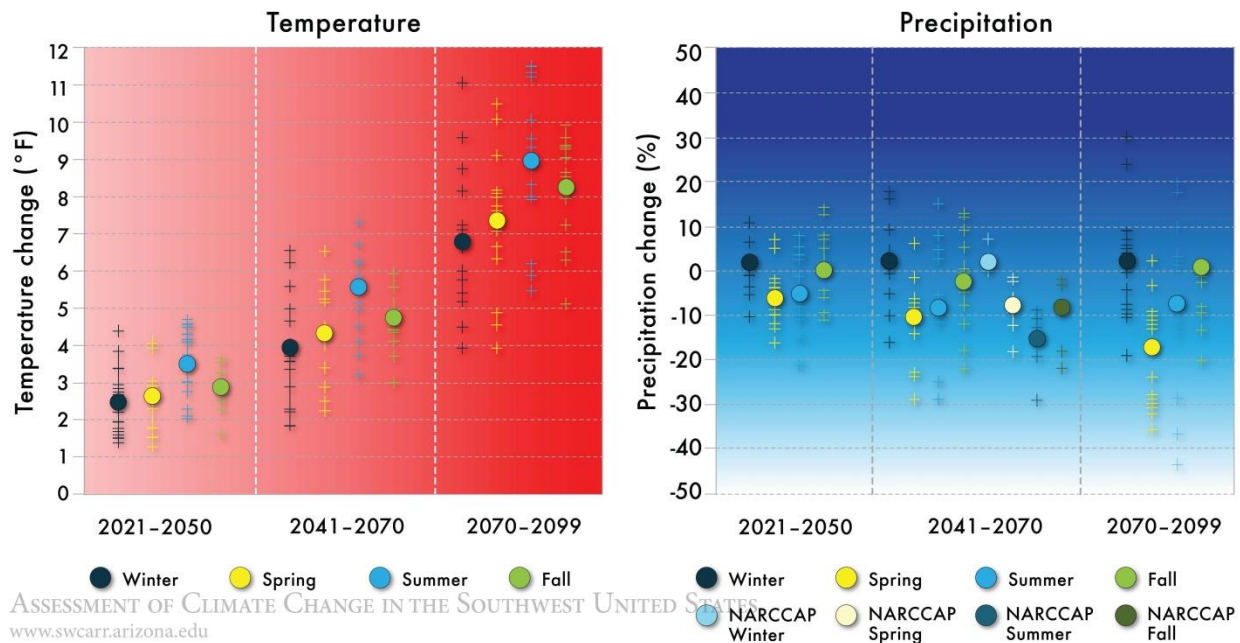 Temperature
Temperature change (°F)
12
11
10
9
8
7
6
5
4
3
2
1
0
2021–2050 2041–2070 2070–2099
Winter Spring Summer Fall
Precipitation
Precipitation change (%)
50
40
30
20
10
0
-10
-20
-30
-40
-50
2021–2050 2041–2070 2070–2099
Winter Spring Summer Fall
NARCCAP NARCCAP NARCCAP NARCCAP
Winter Spring Summer Fall
ASSESSMENT OF CLIMATE CHANGE IN THE SOUTHWEST UNITED STATES
www.swcarr.arizona.edu